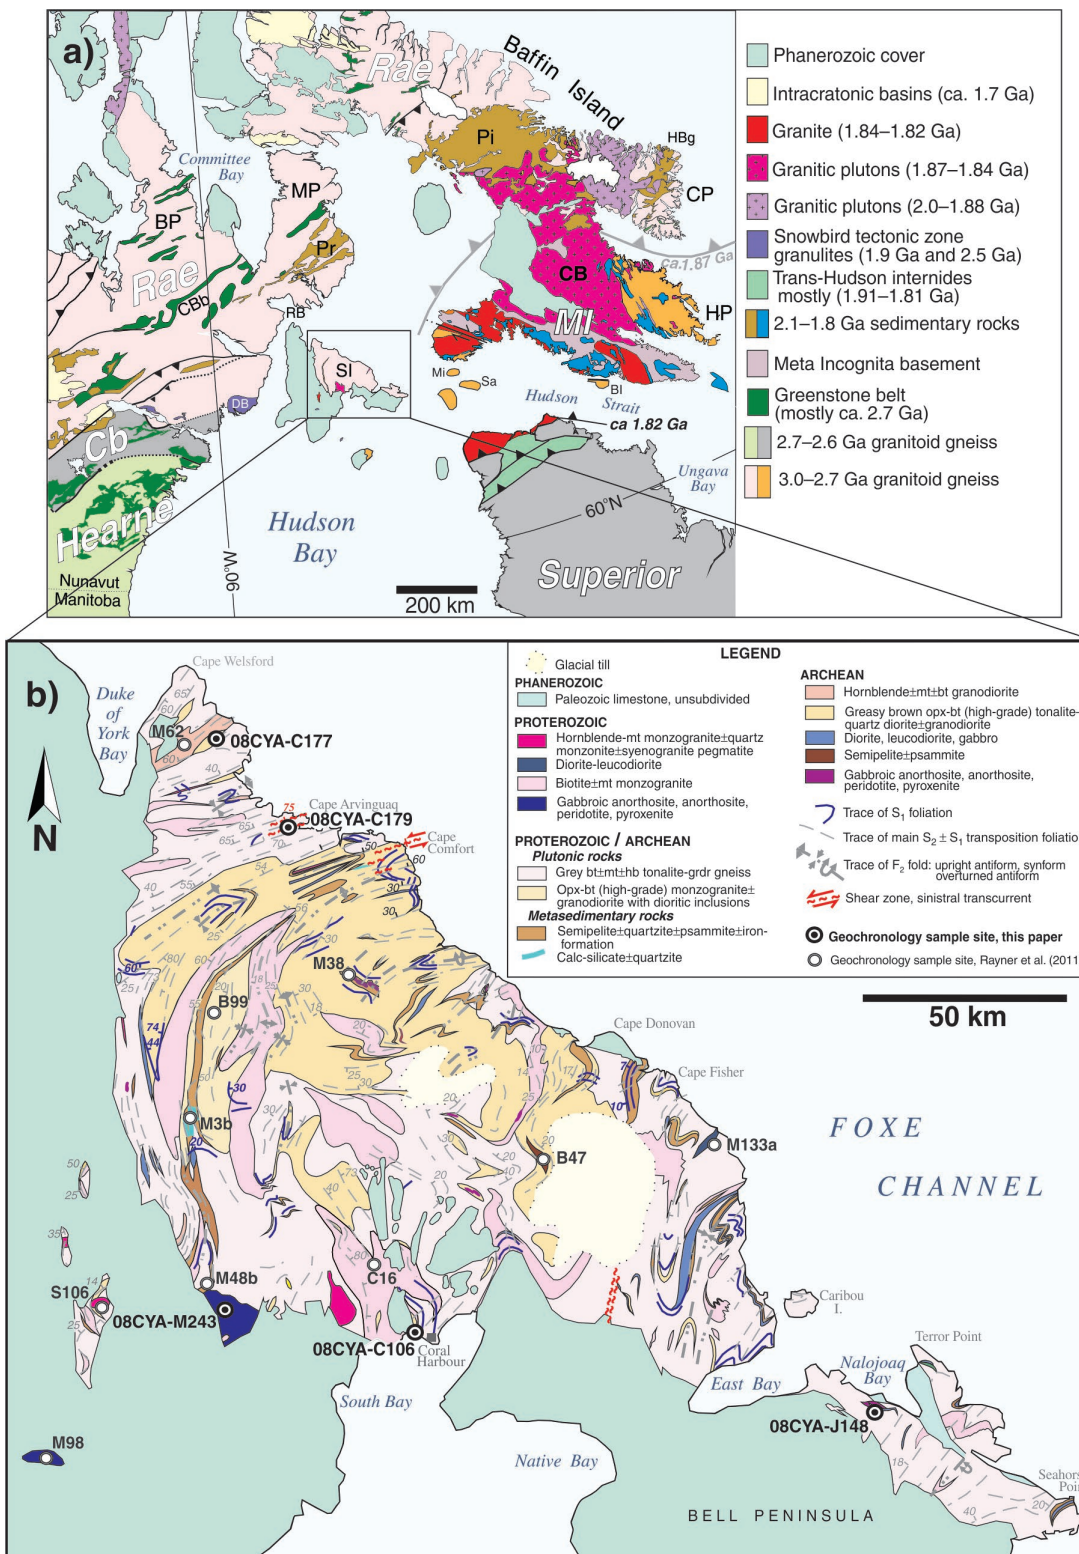 a)
Rae
Baffin Island
HBg
Pi
CP
Committee
Bay
MP
BP
Pr
Rae
CBb
RB
ca.1.87 Ga
CB
HP
MI
SI
Mi
Sa
BI
Hudson Strait
ca 1.82 Ga
DB
Cb
Ungava
Bay
60°N
Hearne
Hudson
Bay
90°W
Superior
Nunavut
Manitoba
200 km
Phanerozoic cover
Intracratonic basins (ca. 1.7 Ga)
Granite (1.84–1.82 Ga)
Granitic plutons (1.87–1.84 Ga)
Granitic plutons (2.0–1.88 Ga)
Snowbird tectonic zone
granulites (1.9 Ga and 2.5 Ga)
Trans-Hudson internides
mostly (1.91–1.81 Ga)
2.1–1.8 Ga sedimentary rocks
Meta Incognita basement
Greenstone belt
(mostly ca. 2.7 Ga)
2.7–2.6 Ga granitoid gneiss
3.0–2.7 Ga granitoid gneiss
b)
Cape Welsford
Duke
of
York
Bay
N
M62
08CYA-C177
Cape Arvinguaq
08CYA-C179
Cape
Comfort
M38
B99
M3b
B47
Cape Donovan
Cape Fisher
M133a
FOXE
CHANNEL
M48b
S106
08CYA-M243
C16
08CYA-C106
Coral
Harbour
M98
South Bay
Native Bay
East Bay
Caribou
I.
Terror Point
Nalojoaq
Bay
08CYA-J148
BELL PENINSULA
50 km
LEGEND
Glacial till
PHANEROZOIC
Paleozoic limestone, unsubdivided
PROTEROZOIC
Hornblende-mt monzogranite±quartz
monzonite±syenogranite pegmatite
Diorite-leucodiorite
Biotite±mt monzogranite
Gabbroic anorthosite, anorthosite,
peridotite, pyroxenite
PROTEROZOIC / ARCHEAN
Plutonic rocks
Grey bt±mt±hb tonalite-grdr gneiss
Opx-bt (high-grade) monzogranite±
granodiorite with dioritic inclusions
Metasedimentary rocks
Semipelite±quartzite±psammite±iron-
formation
Calc-silicate±quartzite
ARCHEAN
Hornblende±mt±bt granodiorite
Greasy brown opx-bt (high-grade) tonalite-
quartz diorite±granodiorite
Diorite, leucodiorite, gabbro
Semipelite±psammite
Gabbroic anorthosite, anorthosite,
peridotite, pyroxenite
Trace of S1 foliation
Trace of main S2 ± S1 transposition foliatio
Trace of F2 fold: upright antiform, synform
overturned antiform
Shear zone, sinistral transcurrent
Geochronology sample site, this paper
Geochronology sample site, Rayner et al. (2011